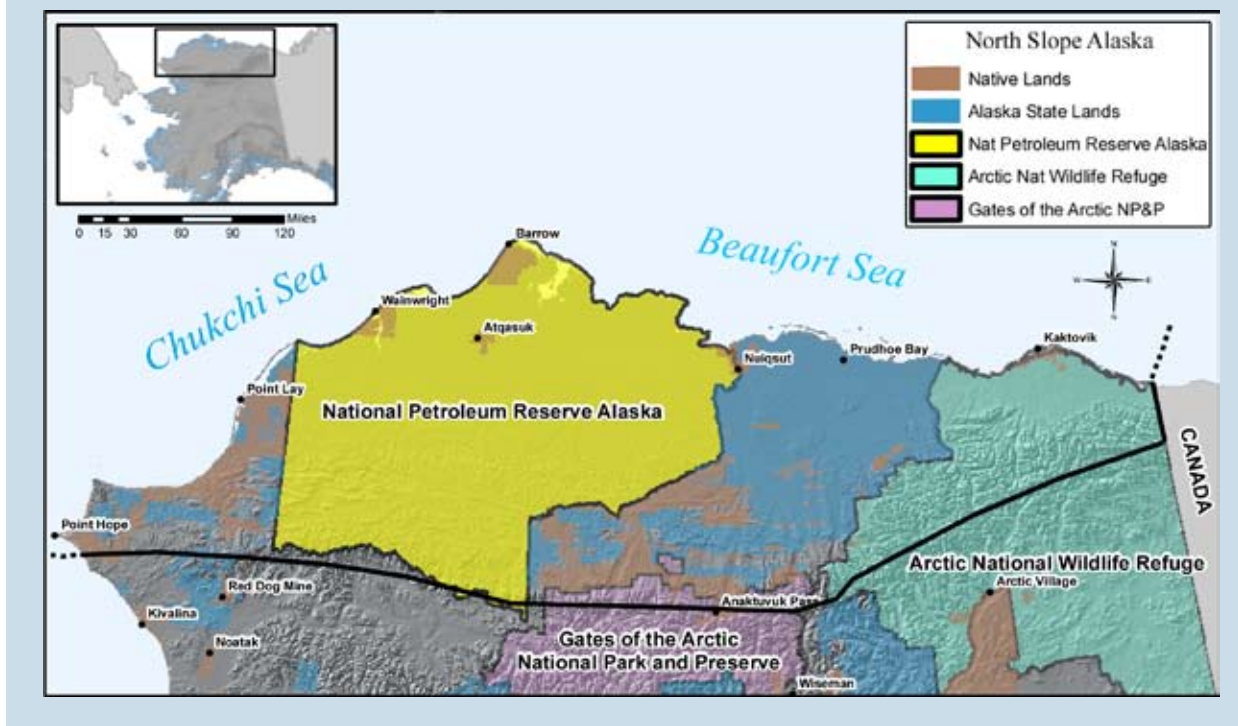 North Slope Alaska
Native Lands
Alaska State Lands
Nat Petroleum Reserve Alaska
Arctic Nat Wildlife Refuge
Gates of the Arctic NP&P
Miles
0 15 30 60 90 120
N
W E
S
Barrow
Beaufort Sea
Chukchi Sea
Wainwright
Atqasuk
Nuiqsut
Prudhoe Bay
Kaktovik
Point Lay
National Petroleum Reserve Alaska
CANADA
Point Hope
Arctic National Wildlife Refuge
Arctic Village
Red Dog Mine
Kivalina
Anaktuvuk Pass
Noatak
Gates of the Arctic
National Park and Preserve
Wiseman